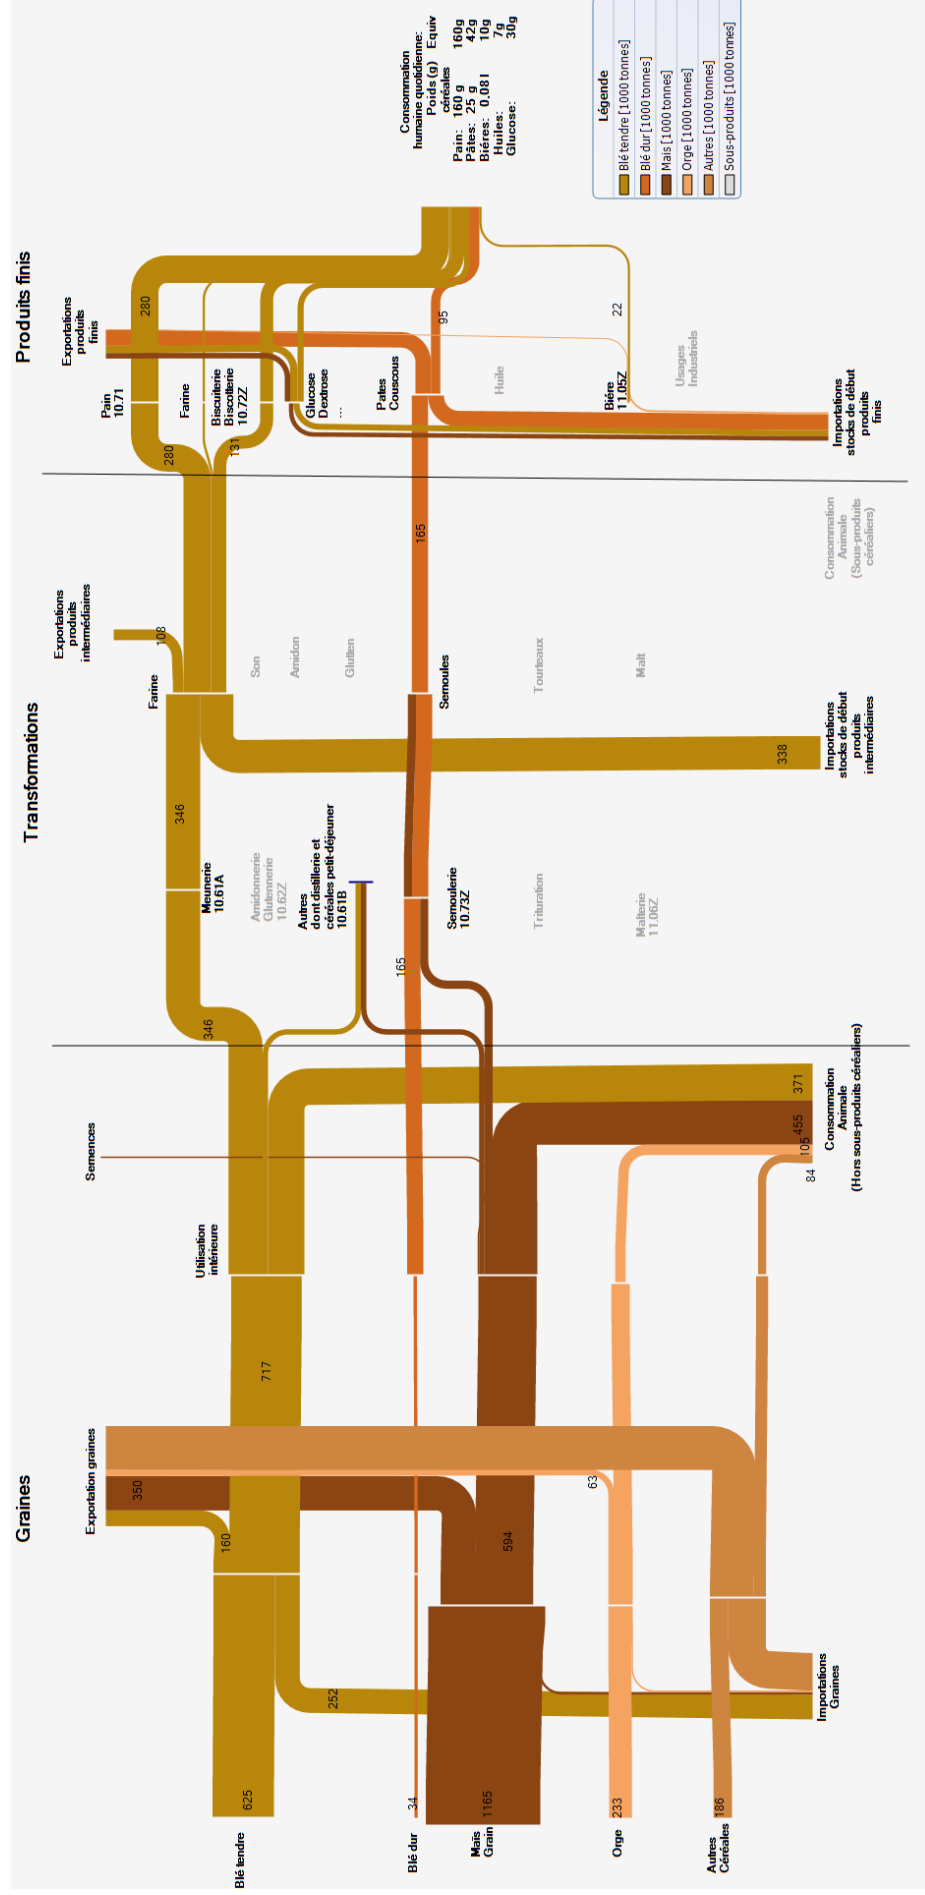 Graines
Transformations
Produits finis
Exportation graines
Semences
Exportations
produits
intermédiaires
Exportations
produits
finis
Blé tendre
Blé dur
Maïs
Grain
Orge
Autres
Céréales
625
34
1165
233
186
252
160
350
594
63
717
Importations
Graines
Utilisation
intérieure
371
455
105
84
Consommation
Animale
(Hors sous-produits céréaliers)
346
165
Meunerie
10.61A
Amidonnerie
Glutennerie
10.62Z
Autres
dont distillerie et
céréales petit-déjeuner
10.61B
Semoulerie
10.73Z
Trituration
Malterie
11.06Z
346
Farine
Son
Amidon
Glutten
Semoules
Tourteaux
Malt
108
338
Importations
stocks de début
produits
intermédiaires
165
Consommation
Animale
(Sous-produits
céréaliers)
280
131
Pain
10.71
Farine
Biscuiterie
Biscotterie
10.72Z
Glucose
Dextrose
...
Pates
Couscous
Huile
Biére
11.05Z
Usages
Industriels
Importations
stocks de début
produits
finis
280
95
22
Consommation
humaine quotidienne:
Poids (g) Equiv
céréales
Pain: 160 g 160g
Pâtes: 25 g 42g
Biéres: 0,08 l 10g
Huiles: 7g
Glucose: 30g
Légende
Blé tendre [1000 tonnes]
Blé dur [1000 tonnes]
Mais [1000 tonnes]
Orge [1000 tonnes]
Autres [1000 tonnes]
Sous-produits [1000 tonnes]